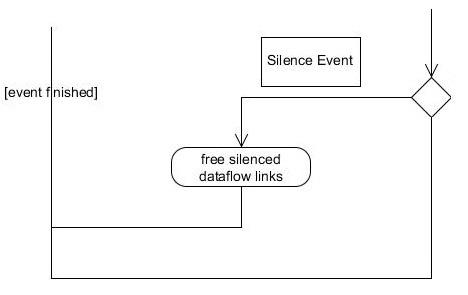 Silence Event
[event finished]
free silenced
dataflow links